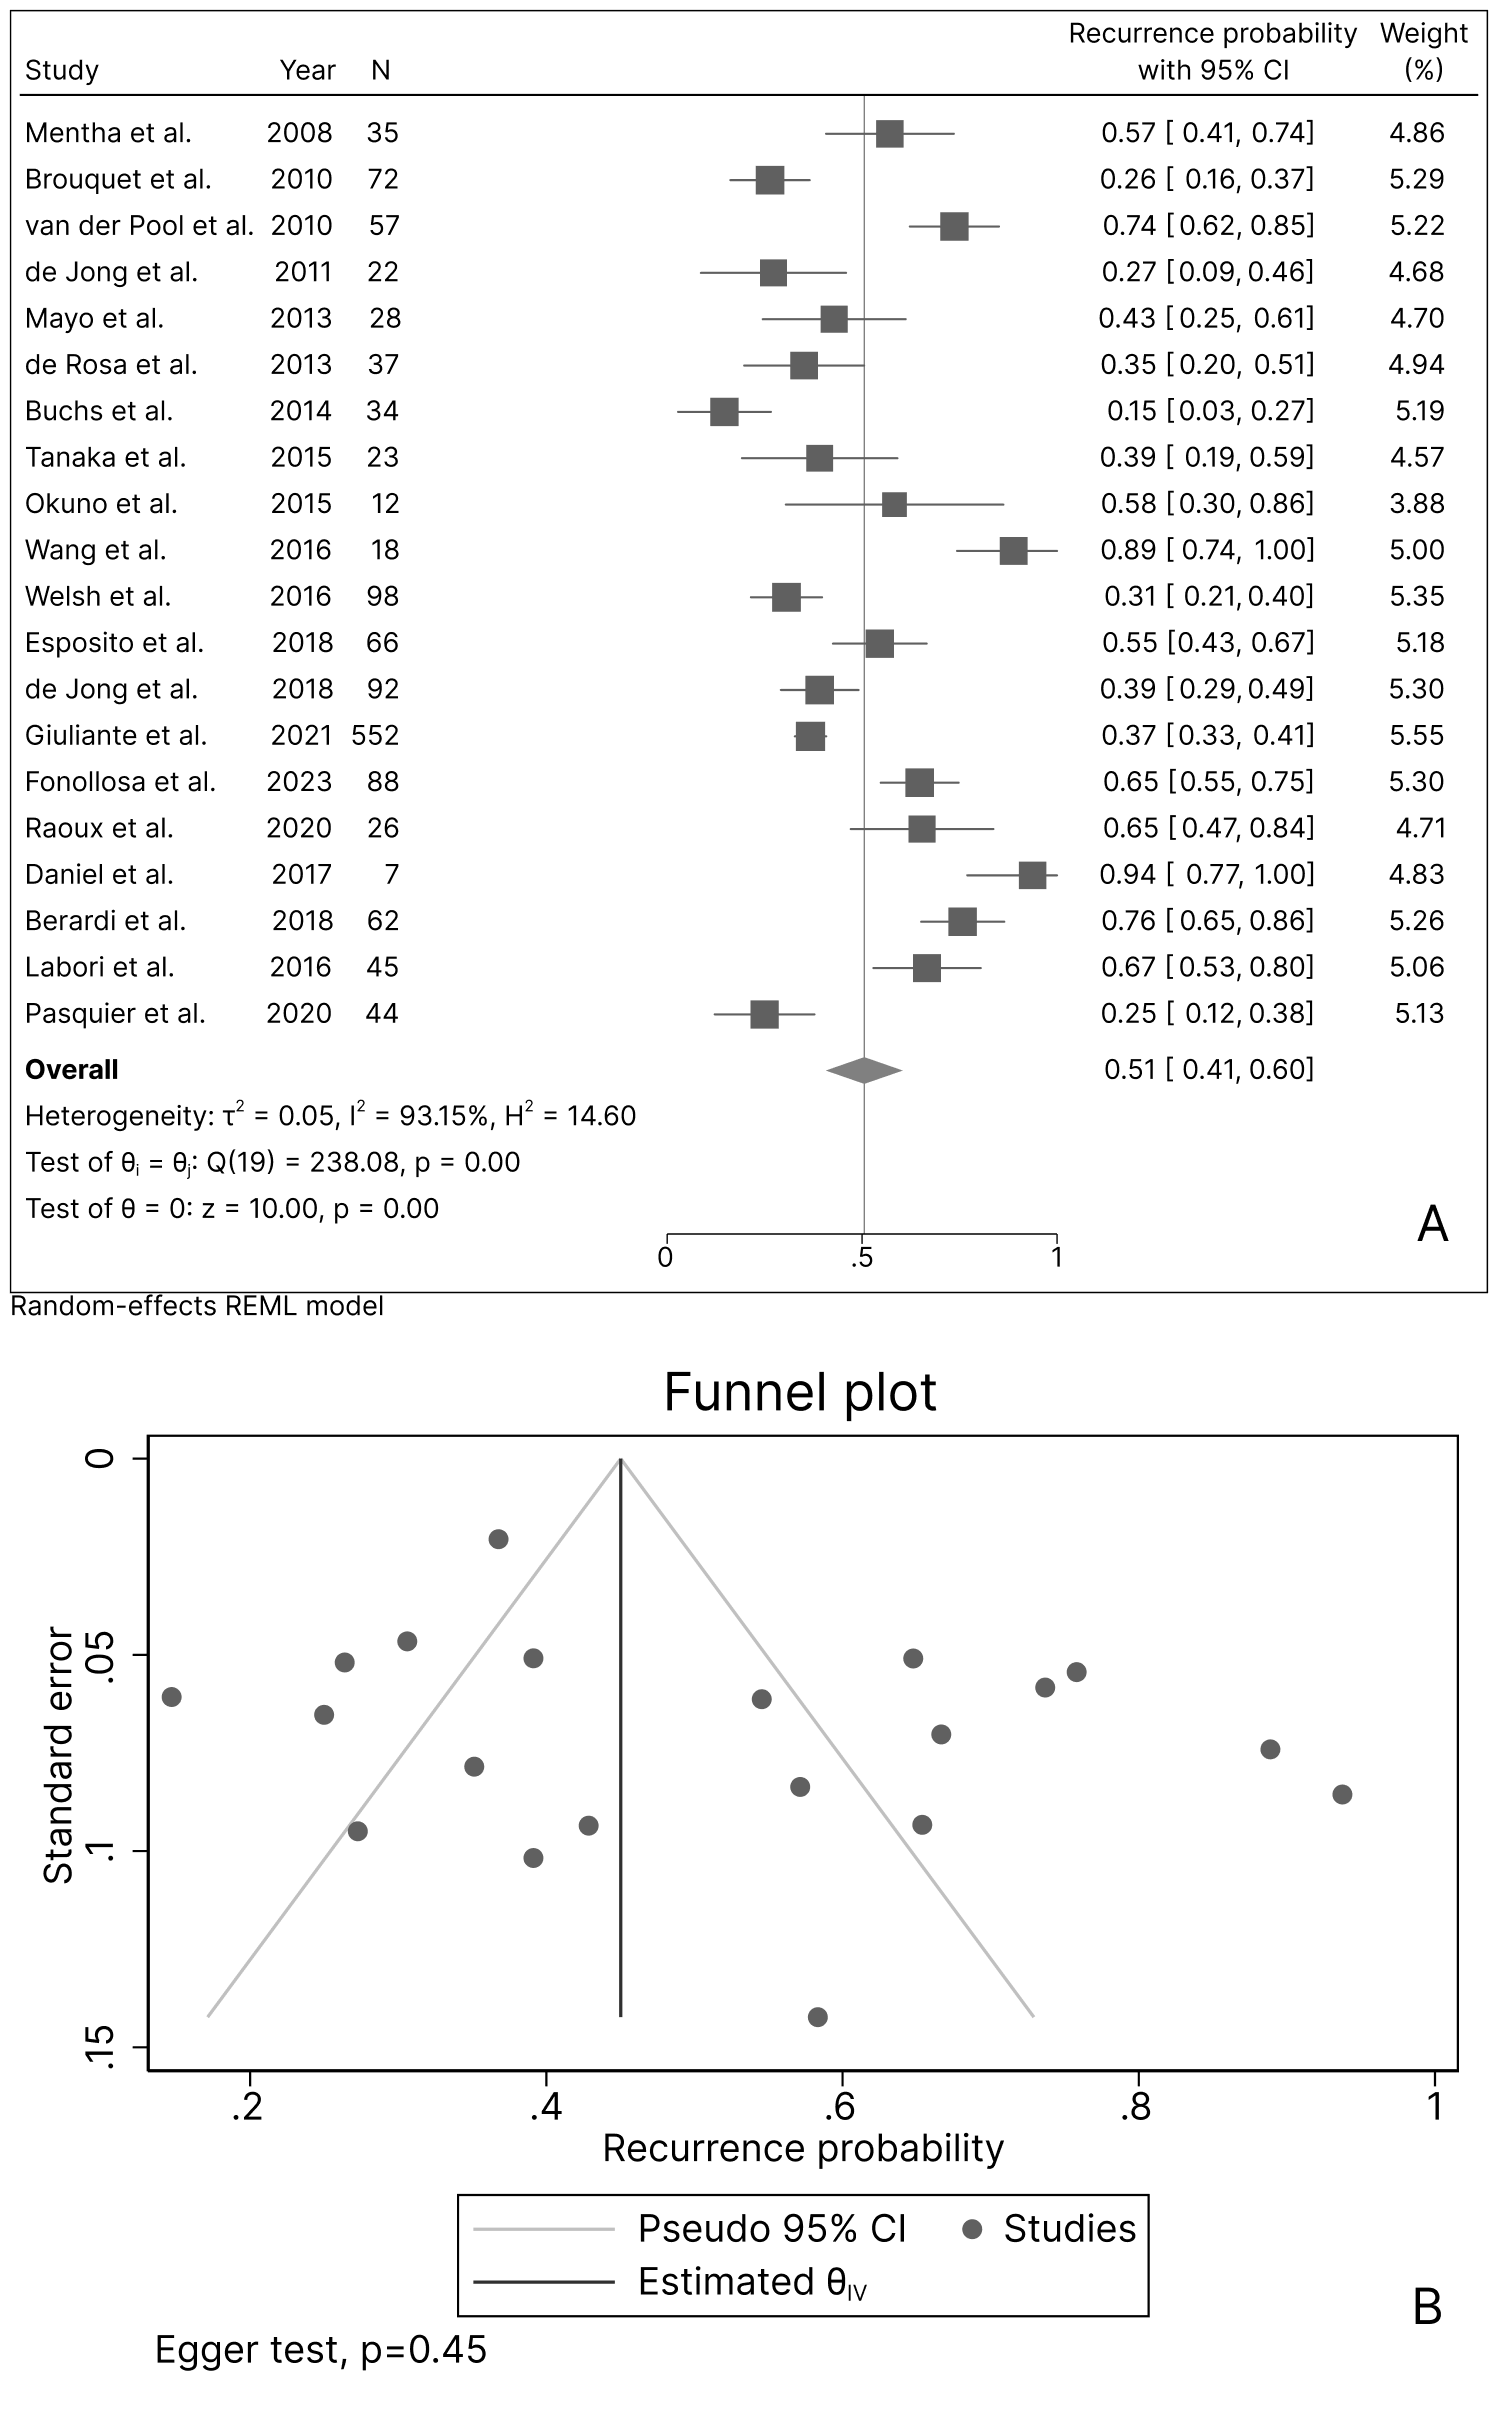 Recurrence probability Weight
Study Year N with 95% CI (%)
Mentha et al. 2008 35 0.57 [ 0.41, 0.74] 4.86
Brouquet et al. 2010 72 0.26 [ 0.16, 0.37] 5.29
van der Pool et al. 2010 57 0.74 [0.62, 0.85] 5.22
de Jong et al. 2011 22 0.27 [0.09, 0.46] 4.68
Mayo et al. 2013 28 0.43 [0.25, 0.61] 4.70
de Rosa et al. 2013 37 0.35 [0.20, 0.51] 4.94
Buchs et al. 2014 34 0.15 [0.03, 0.27] 5.19
Tanaka et al. 2015 23 0.39 [ 0.19, 0.59] 4.57
Okuno et al. 2015 12 0.58 [0.30, 0.86] 3.88
Wang et al. 2016 18 0.89 [ 0.74, 1.00] 5.00
Welsh et al. 2016 98 0.31 [ 0.21, 0.40] 5.35
Esposito et al. 2018 66 0.55 [0.43, 0.67] 5.18
de Jong et al. 2018 92 0.39 [0.29, 0.49] 5.30
Giuliante et al. 2021 552 0.37 [0.33, 0.41] 5.55
Fonollosa et al. 2023 88 0.65 [0.55, 0.75] 5.30
Raoux et al. 2020 26 0.65 [0.47, 0.84] 4.71
Daniel et al. 2017 7 0.94 [ 0.77, 1.00] 4.83
Berardi et al. 2018 62 0.76 [0.65, 0.86] 5.26
Labori et al. 2016 45 0.67 [0.53, 0.80] 5.06
Pasquier et al. 2020 44 0.25 [ 0.12, 0.38] 5.13
Overall 0.51 [ 0.41, 0.60]
Heterogeneity: τ² = 0.05, I² = 93.15%, H² = 14.60
Test of θᵢ = θⱼ: Q(19) = 238.08, p = 0.00
Test of θ = 0: z = 10.00, p = 0.00
A
0 .5 1
Random-effects REML model
Funnel plot
Standard error
0
.05
.1
.15
.2 .4 .6 .8 1
Recurrence probability
Pseudo 95% CI Studies
Estimated θIV
B
Egger test, p=0.45